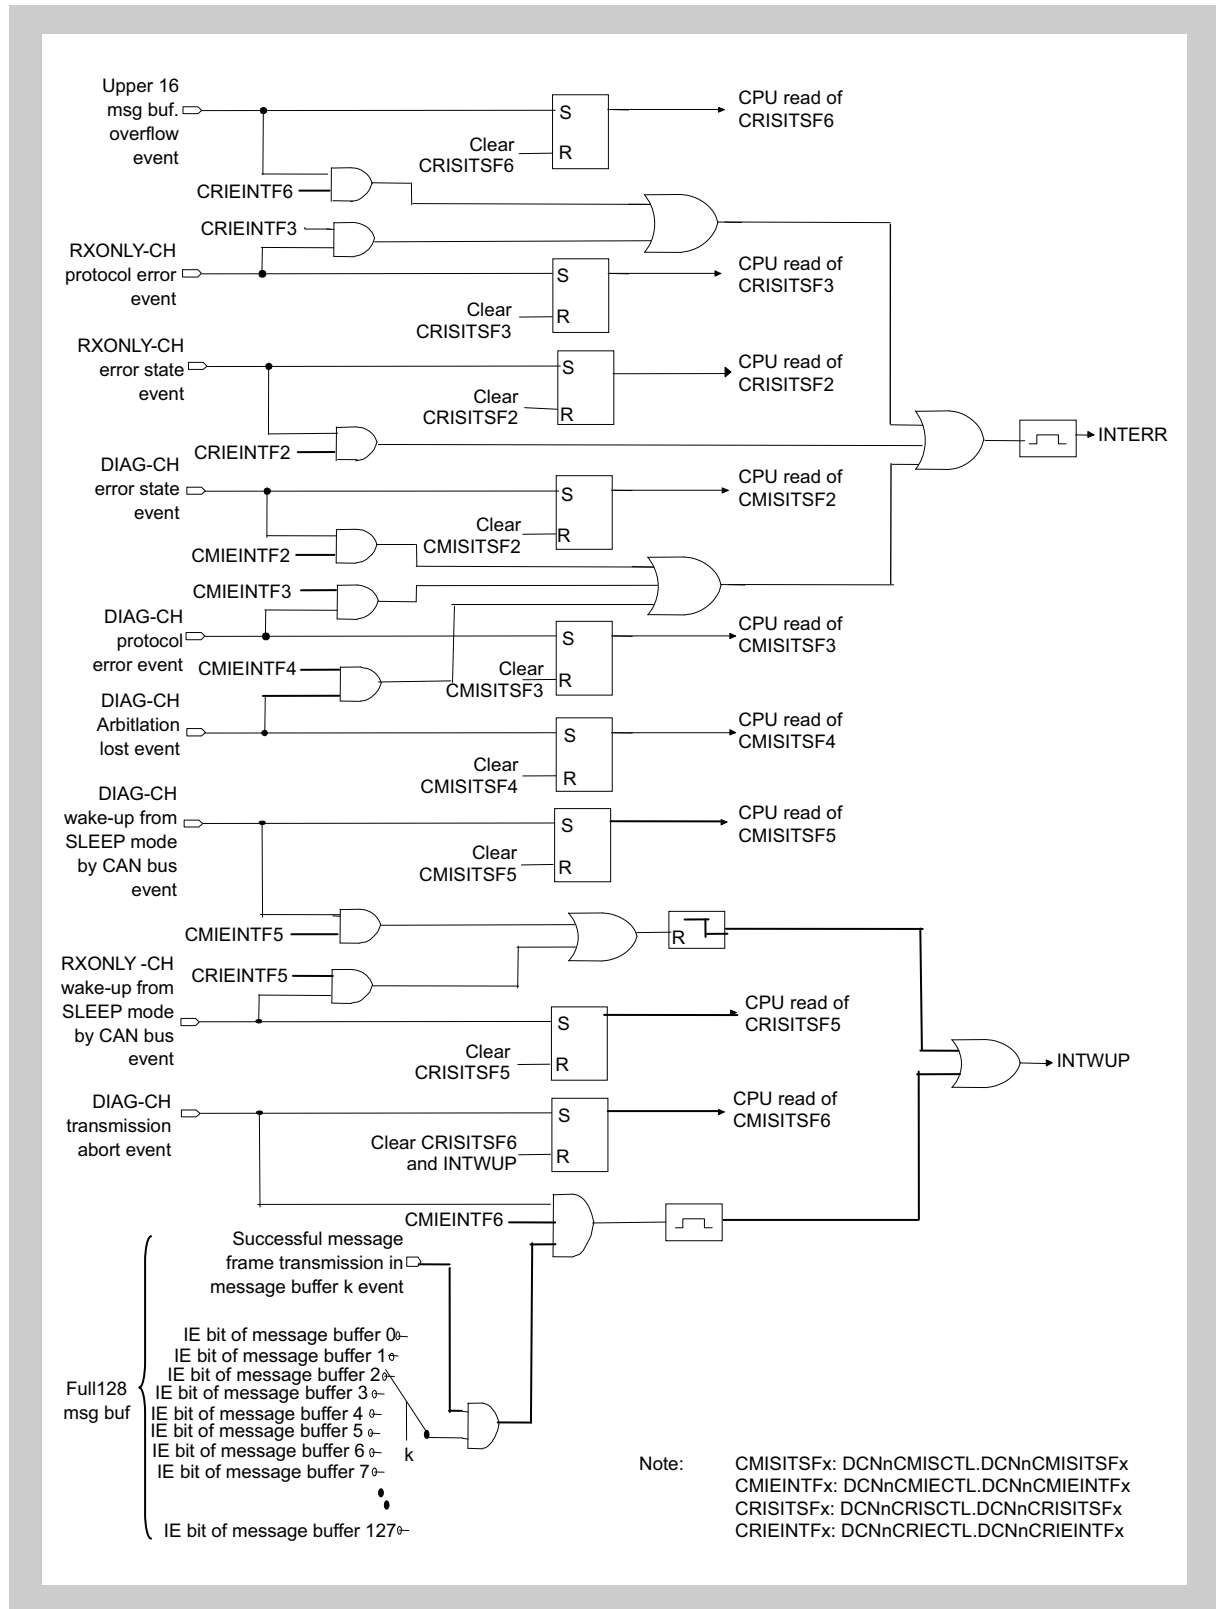 Upper 16
msg buf.
overflow
event
S
R
Clear
CRISITSF6
CPU read of
CRISITSF6
CRIEINTF6
CRIEINTF3
RXONLY-CH
protocol error
event
S
R
Clear
CRISITSF3
CPU read of
CRISITSF3
RXONLY-CH
error state
event
S
R
Clear
CRISITSF2
CPU read of
CRISITSF2
CRIEINTF2
INTERR
DIAG-CH
error state
event
S
R
Clear
CMISITSF2
CPU read of
CMISITSF2
CMIEINTF2
CMIEINTF3
DIAG-CH
protocol
error event
S
R
Clear
CMISITSF3
CPU read of
CMISITSF3
CMIEINTF4
DIAG-CH
Arbitlation
lost event
S
R
Clear
CMISITSF4
CPU read of
CMISITSF4
DIAG-CH
wake-up from
SLEEP mode
by CAN bus
event
S
R
Clear
CMISITSF5
CPU read of
CMISITSF5
CMIEINTF5
R
CRIEINTF5
RXONLY -CH
wake-up from
SLEEP mode
by CAN bus
event
S
R
Clear
CRISITSF5
CPU read of
CRISITSF5
INTWUP
DIAG-CH
transmission
abort event
S
R
Clear CRISITSF6
and INTWUP
CPU read of
CMISITSF6
CMIEINTF6
Successful message
frame transmission in
message buffer k event
Full128
msg buf
IE bit of message buffer 0
IE bit of message buffer 1
IE bit of message buffer 2
IE bit of message buffer 3
IE bit of message buffer 4
IE bit of message buffer 5
IE bit of message buffer 6
IE bit of message buffer 7
IE bit of message buffer 127
k
Note: CMISITSFx: DCNnCMISCTL.DCNnCMISITSFx
CMIEINTFx: DCNnCMIECTL.DCNnCMIEINTFx
CRISITSFx: DCNnCRISCTL.DCNnCRISITSFx
CRIEINTFx: DCNnCRIECTL.DCNnCRIEINTFx